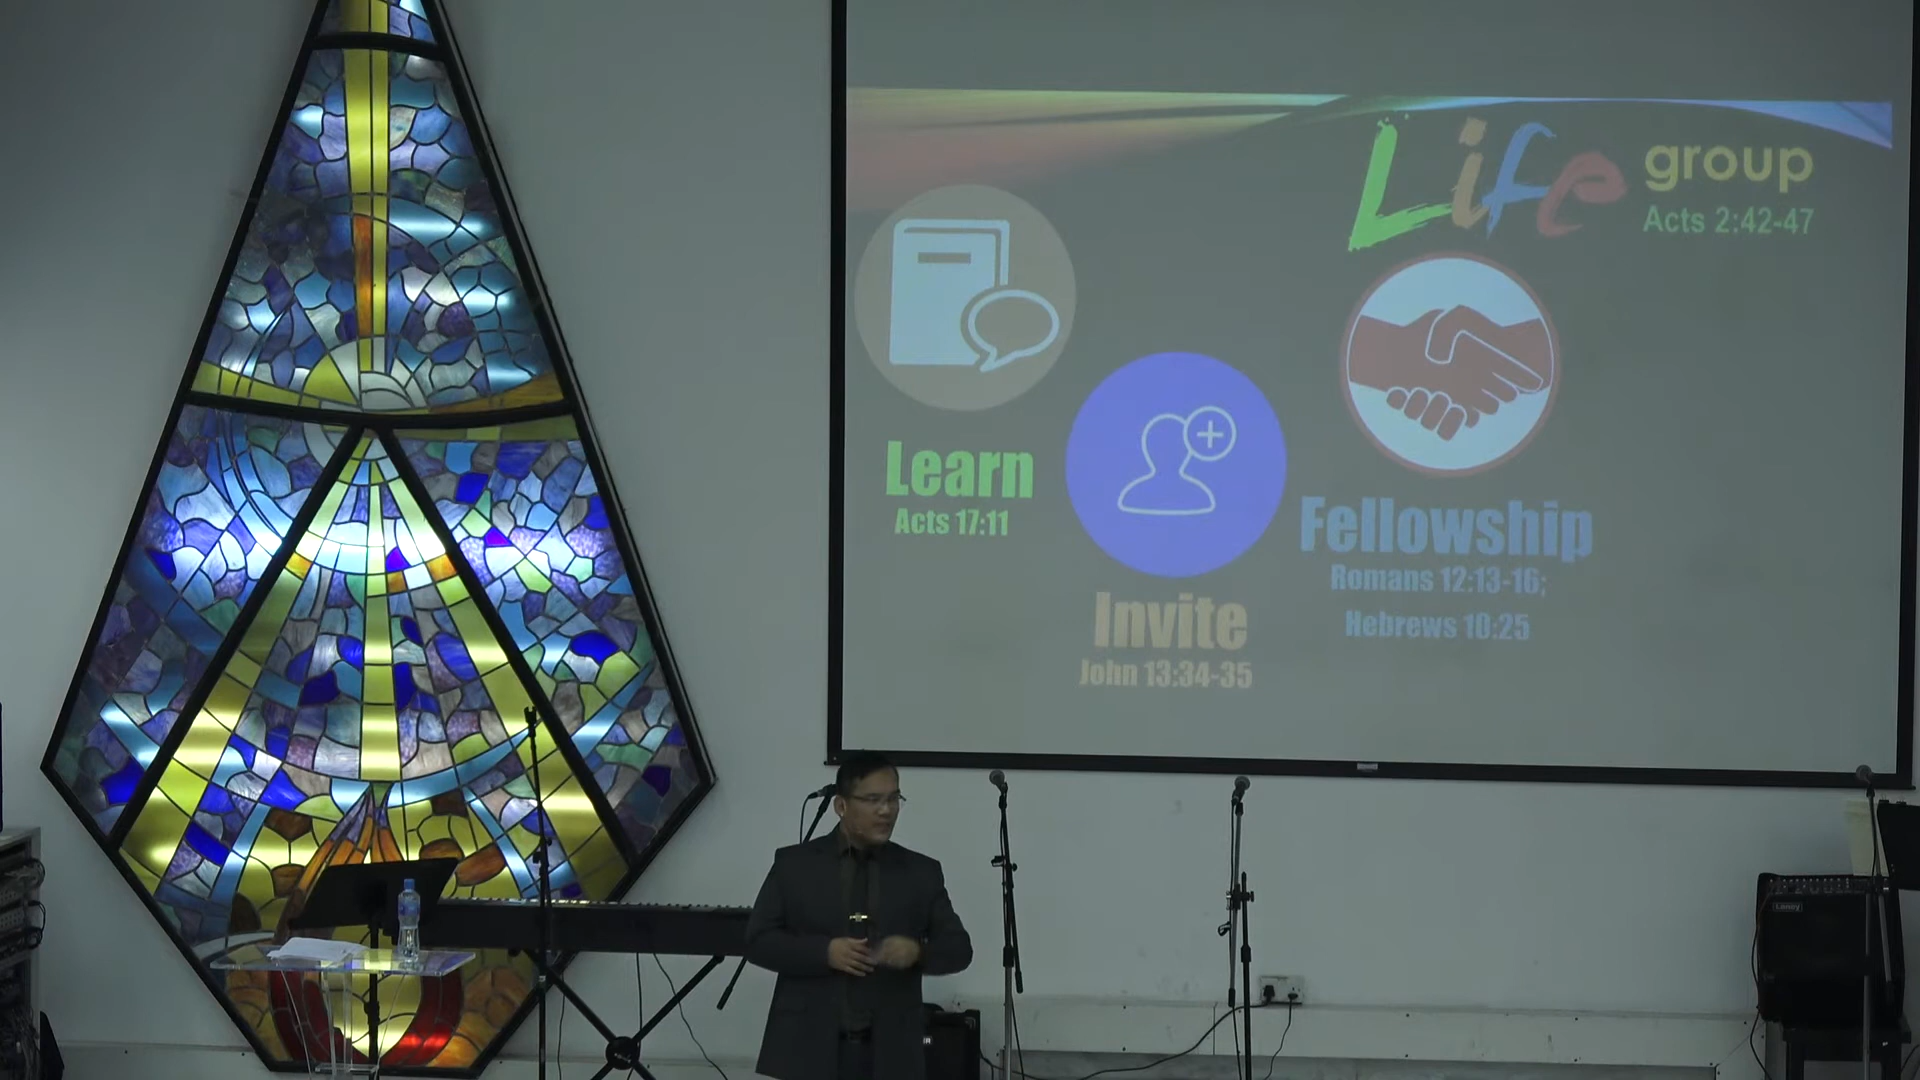 Life group
Acts 2:42-47
Learn
Acts 17:11
Invite
John 13:34-35
Fellowship
Romans 12:13-16;
Hebrews 10:25
Laney